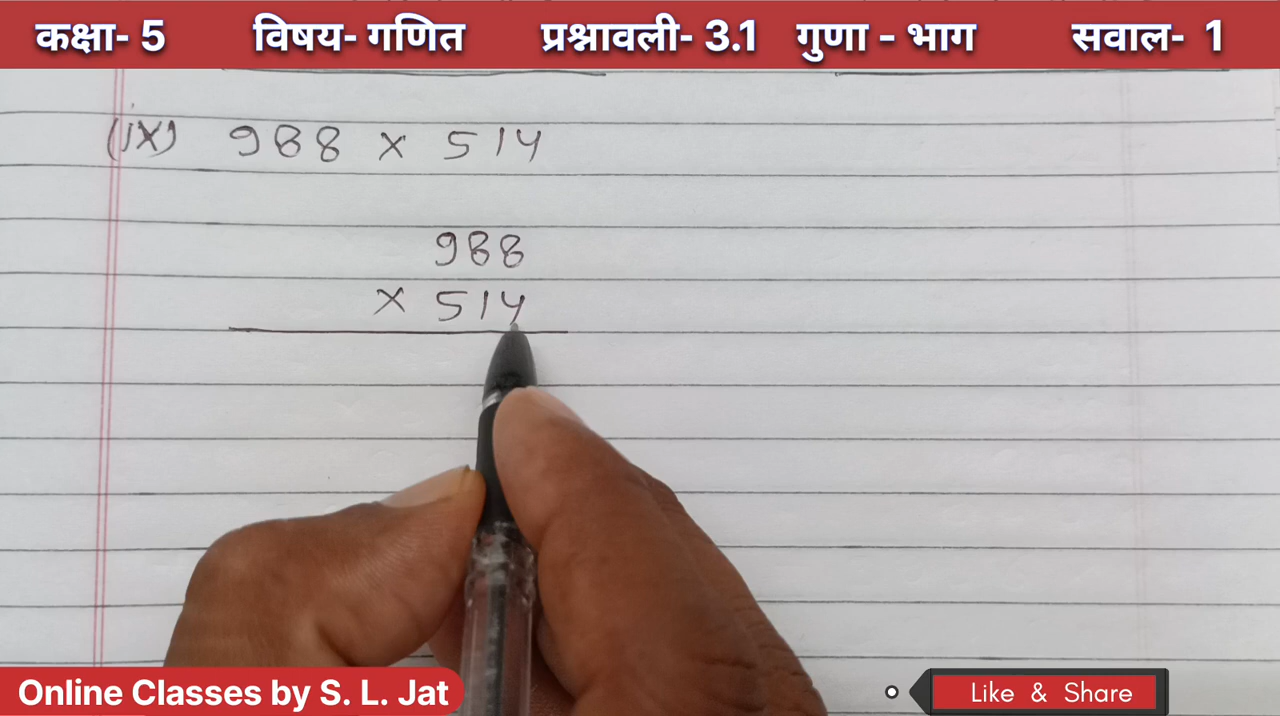 कक्षा- 5 विषय- गणित प्रश्नावली- 3.1 गुणा - भाग सवाल- 1
(ix) 988 × 514
988
× 514
Online Classes by S. L. Jat
Like & Share